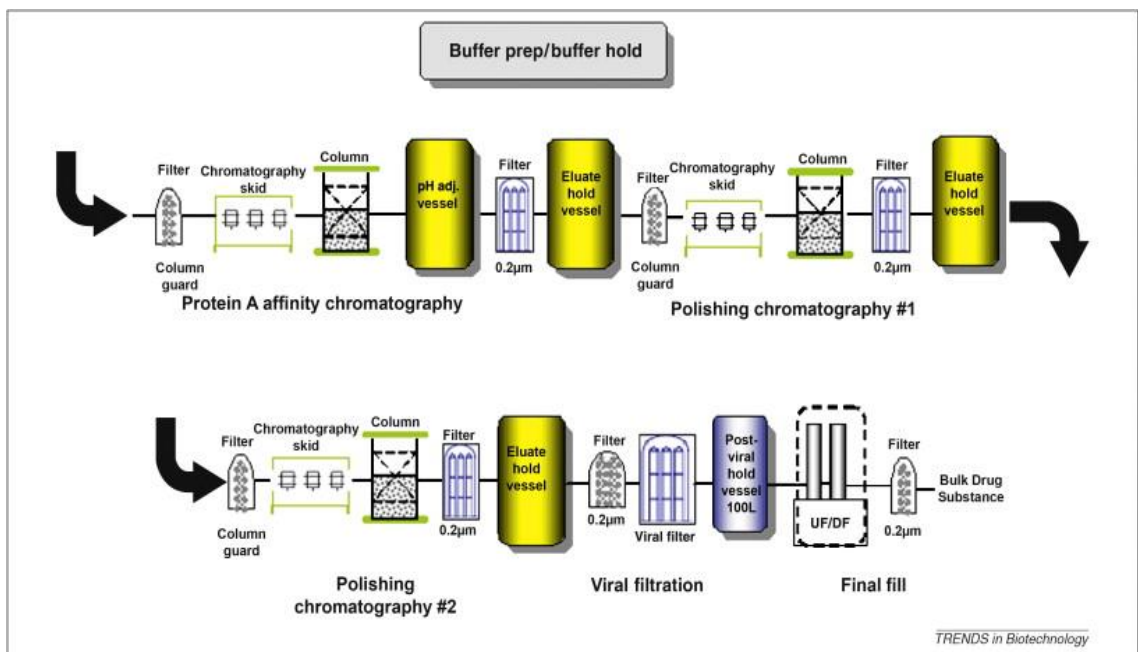 Buffer prep/buffer hold
Filter
Chromatography
skid
Column
pH adj.
vessel
Filter
Eluate
hold
vessel
Filter
Chromatography
skid
Column
Filter
Eluate
hold
vessel
Column
guard
0.2µm
Column
guard
0.2µm
Protein A affinity chromatography
Polishing chromatography #1
Filter
Chromatography
skid
Column
Filter
Eluate
hold
vessel
Filter
Post-
viral
hold
vessel
100L
Filter
Bulk Drug
Substance
Column
guard
0.2µm
0.2µm
Viral filter
UF/DF
0.2µm
Polishing
chromatography #2
Viral filtration
Final fill
TRENDS in Biotechnology